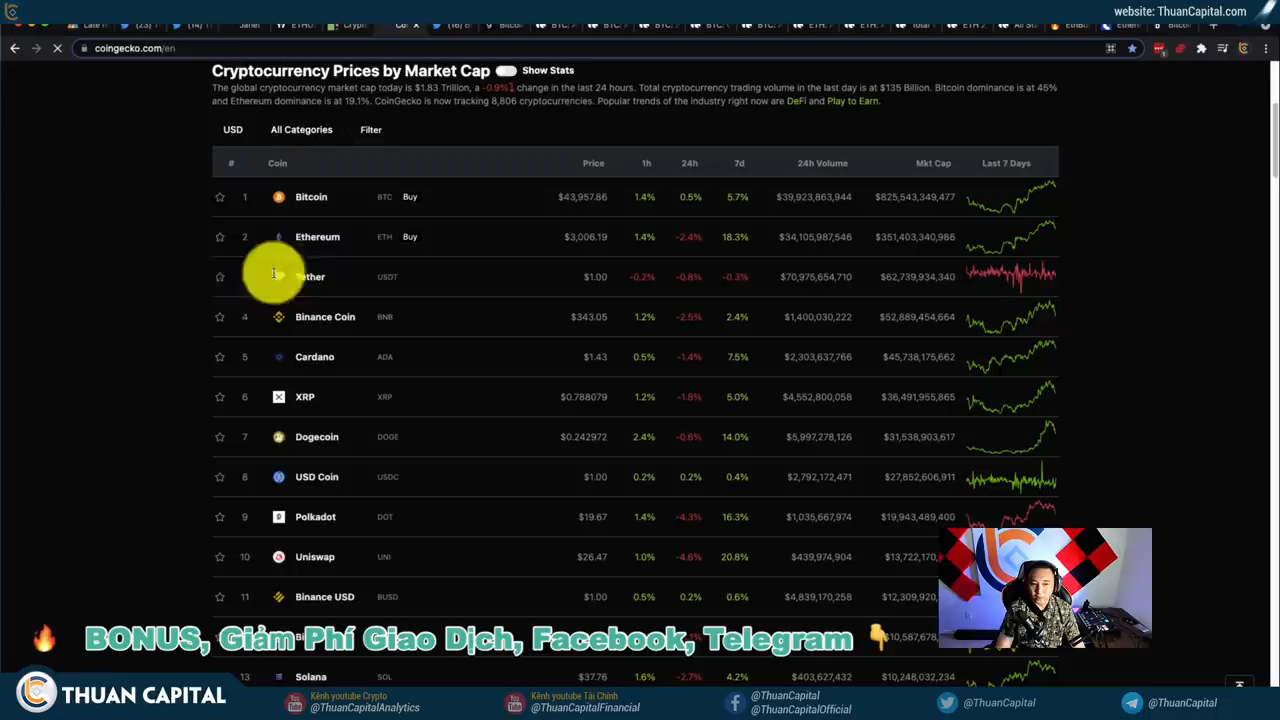 website: ThuanCapital.com
coingecko.com/en
Cryptocurrency Prices by Market Cap Show Stats
The global cryptocurrency market cap today is $1.83 Trillion, a -0.9% change in the last 24 hours. Total cryptocurrency trading volume in the last day is at $135 Billion. Bitcoin dominance is at 45%
and Ethereum dominance is at 19.1%. CoinGecko is now tracking 8,806 cryptocurrencies. Popular trends of the industry right now are DeFi and Play to Earn.
USD All Categories Filter
# Coin Price 1h 24h 7d 24h Volume Mkt Cap Last 7 Days
1 Bitcoin BTC Buy $43,957.86 1.4% 0.5% 5.7% $39,923,863,944 $825,543,349,477
2 Ethereum ETH Buy $3,006.19 1.4% -2.4% 18.3% $34,105,987,546 $351,403,340,986
Tether USDT $1.00 -0.2% -0.8% -0.3% $70,975,654,710 $62,739,934,340
4 Binance Coin BNB $343.05 1.2% -2.5% 2.4% $1,400,030,222 $52,889,454,664
5 Cardano ADA $1.43 0.5% -1.4% 7.5% $2,303,637,766 $45,738,175,662
6 XRP XRP $0.788079 1.2% -1.8% 5.0% $4,552,800,058 $36,491,955,865
7 Dogecoin DOGE $0.242972 2.4% -0.6% 14.0% $5,997,278,126 $31,538,903,617
8 USD Coin USDC $1.00 0.2% 0.2% 0.4% $2,792,172,471 $27,852,606,911
9 Polkadot DOT $19.67 1.4% -4.3% 16.3% $1,035,667,974 $19,943,489,400
10 Uniswap UNI $26.47 1.0% -4.6% 20.8% $439,974,904 $13,722,170,
11 Binance USD BUSD $1.00 0.5% 0.2% 0.6% $4,839,170,258 $12,309,920,
BONUS, Giảm Phí Giao Dịch, Facebook, Telegram
13 Solana SOL $37.76 1.6% -2.7% 4.2% $403,627,432 $10,248,032,234
THUAN CAPITAL
Kênh youtube Crypto
@ThuanCapitalAnalytics
Kênh youtube Tài Chính
@ThuanCapitalFinancial
@ThuanCapital
@ThuanCapitalOfficial
@ThuanCapital
@ThuanCapital